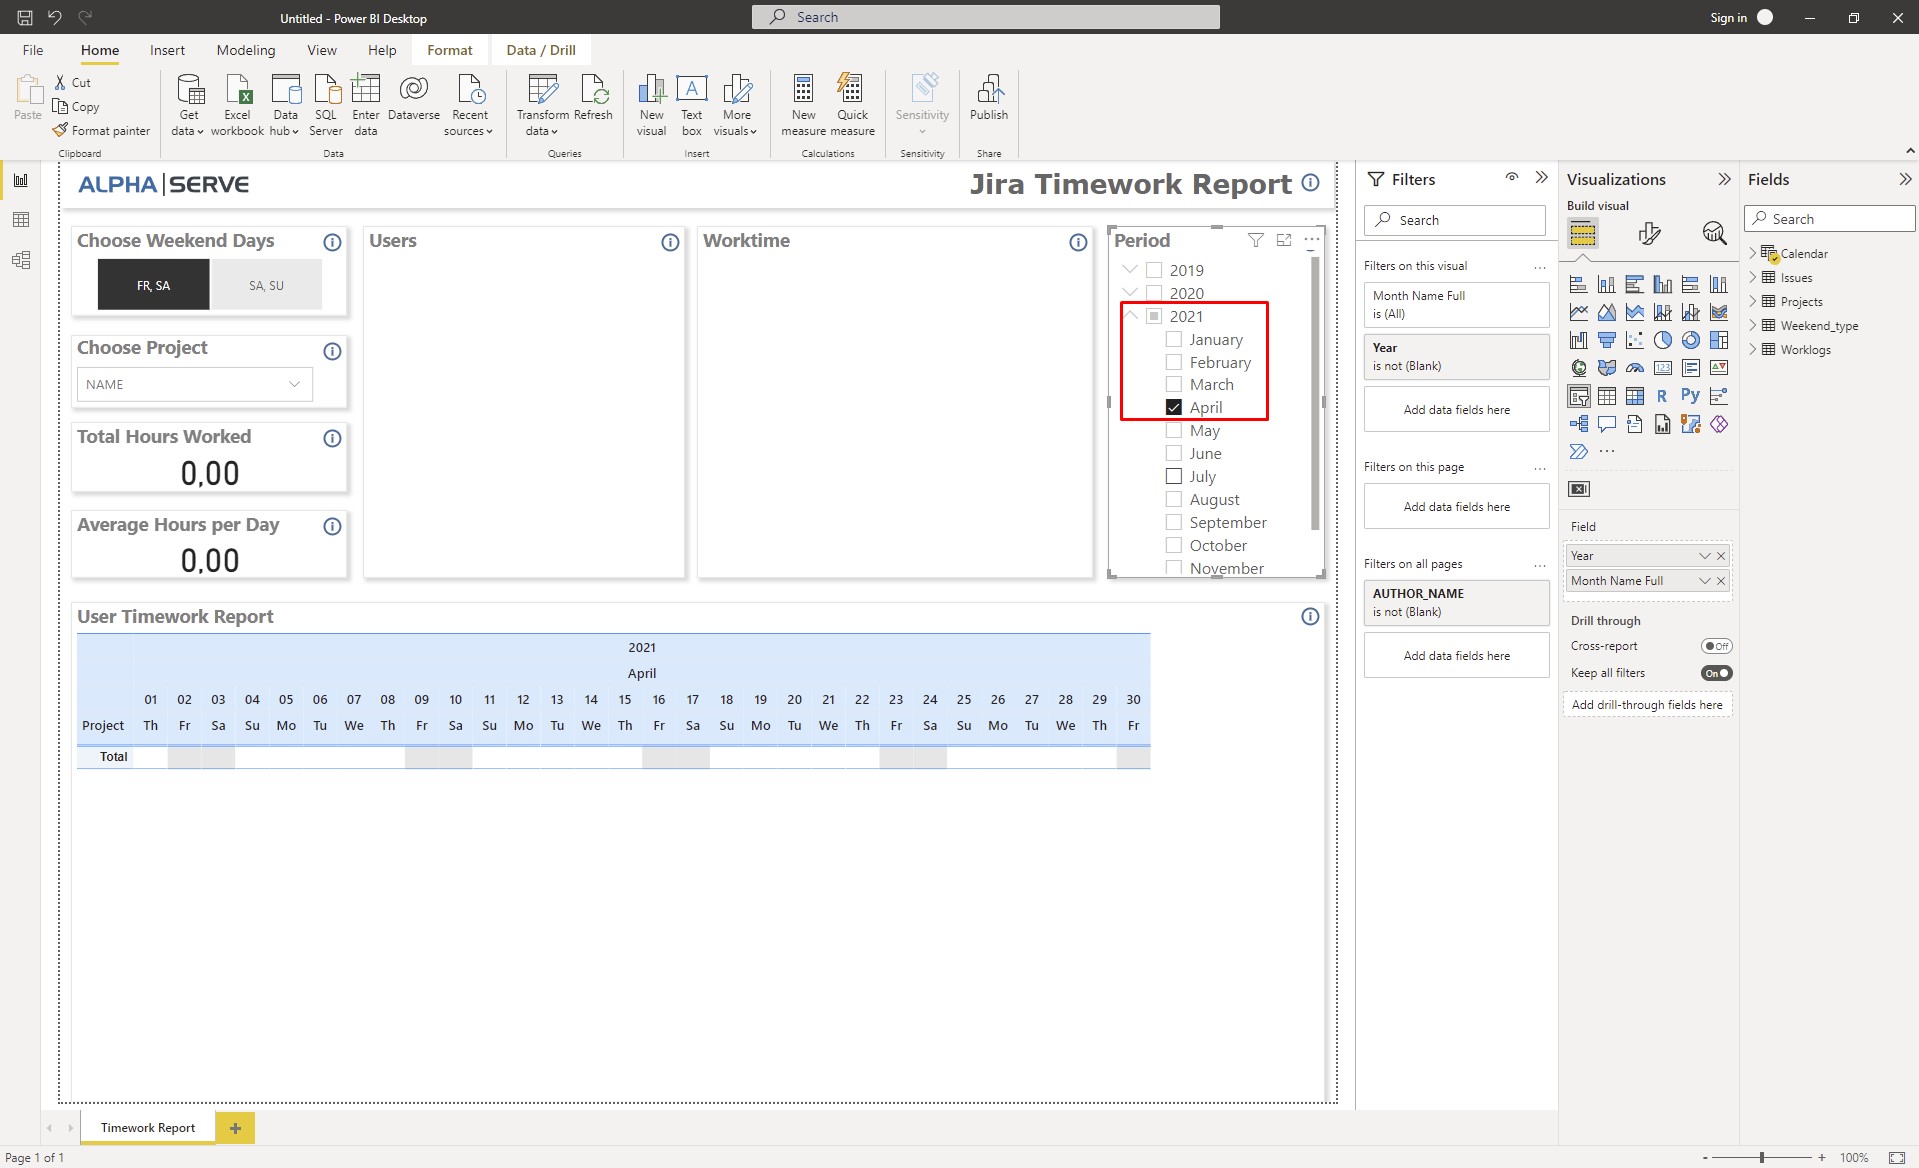 Untitled - Power BI Desktop
Search
Sign in
File
Home
Insert
Modeling
View
Help
Format
Data / Drill
Paste
Cut
Copy
Format painter
Clipboard
Get data
Excel workbook
Data hub
SQL Server
Enter data
Dataverse
Recent sources
Data
Transform data
Refresh
Queries
New visual
Text box
More visuals
Insert
New measure
Quick measure
Calculations
Sensitivity
Sensitivity
Publish
Share
ALPHA|SERVE
Jira Timework Report
Choose Weekend Days
FR, SA
SA, SU
Choose Project
NAME
Total Hours Worked
0,00
Average Hours per Day
0,00
Users
Worktime
Period
2019
2020
2021
January
February
March
April
May
June
July
August
September
October
November
User Timework Report
2021
April
01 02 03 04 05 06 07 08 09 10 11 12 13 14 15 16 17 18 19 20 21 22 23 24 25 26 27 28 29 30
Project Th Fr Sa Su Mo Tu We Th Fr Sa Su Mo Tu We Th Fr Sa Su Mo Tu We Th Fr Sa Su Mo Tu We Th Fr
Total
Filters
Search
Filters on this visual
...
Month Name Full
is (All)
Year
is not (Blank)
Add data fields here
Filters on this page
...
Add data fields here
Filters on all pages
...
AUTHOR_NAME
is not (Blank)
Add data fields here
Visualizations
Build visual
123
R
Py
...
Field
Year
Month Name Full
Drill through
Cross-report
Off
Keep all filters
On
Add drill-through fields here
Fields
Search
Calendar
Issues
Projects
Weekend_type
Worklogs
Timework Report
+
Page 1 of 1
- + 100%